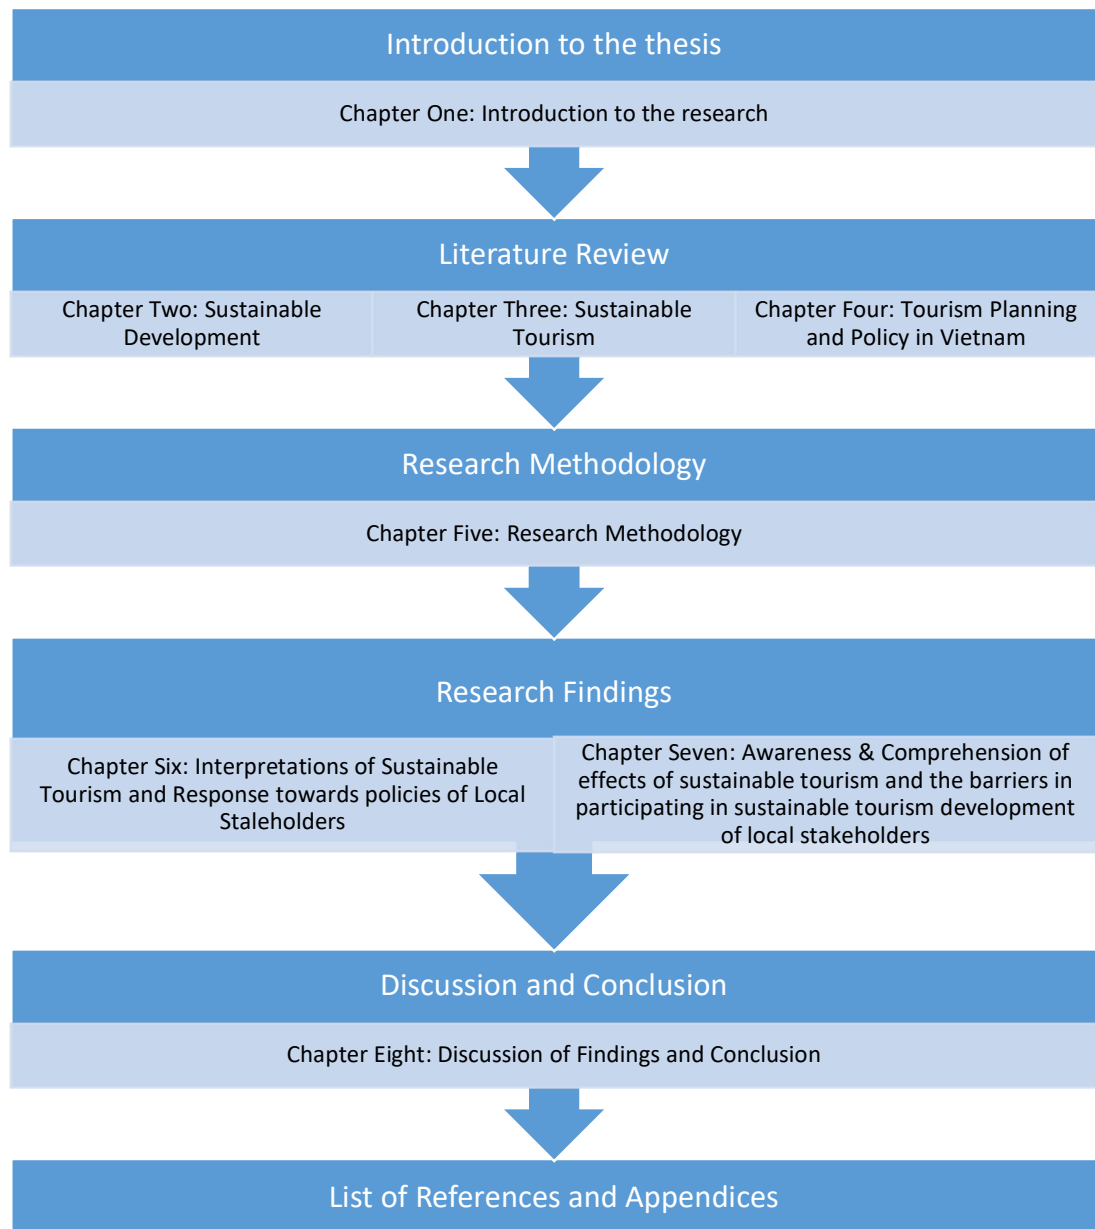 Introduction to the thesis
Chapter One: Introduction to the research
Literature Review
Chapter Two: Sustainable
Development
Chapter Three: Sustainable
Tourism
Chapter Four: Tourism Planning
and Policy in Vietnam
Research Methodology
Chapter Five: Research Methodology
Research Findings
Chapter Six: Interpretations of Sustainable
Tourism and Response towards policies of Local
Staleholders
Chapter Seven: Awareness & Comprehension of
effects of sustainable tourism and the barriers in
participating in sustainable tourism development
of local stakeholders
Discussion and Conclusion
Chapter Eight: Discussion of Findings and Conclusion
List of References and Appendices